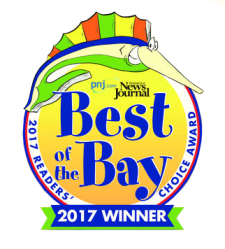 pnj.com
News
Journal
Best
of the
Bay
2017 READERS' CHOICE AWARD
2017 WINNER